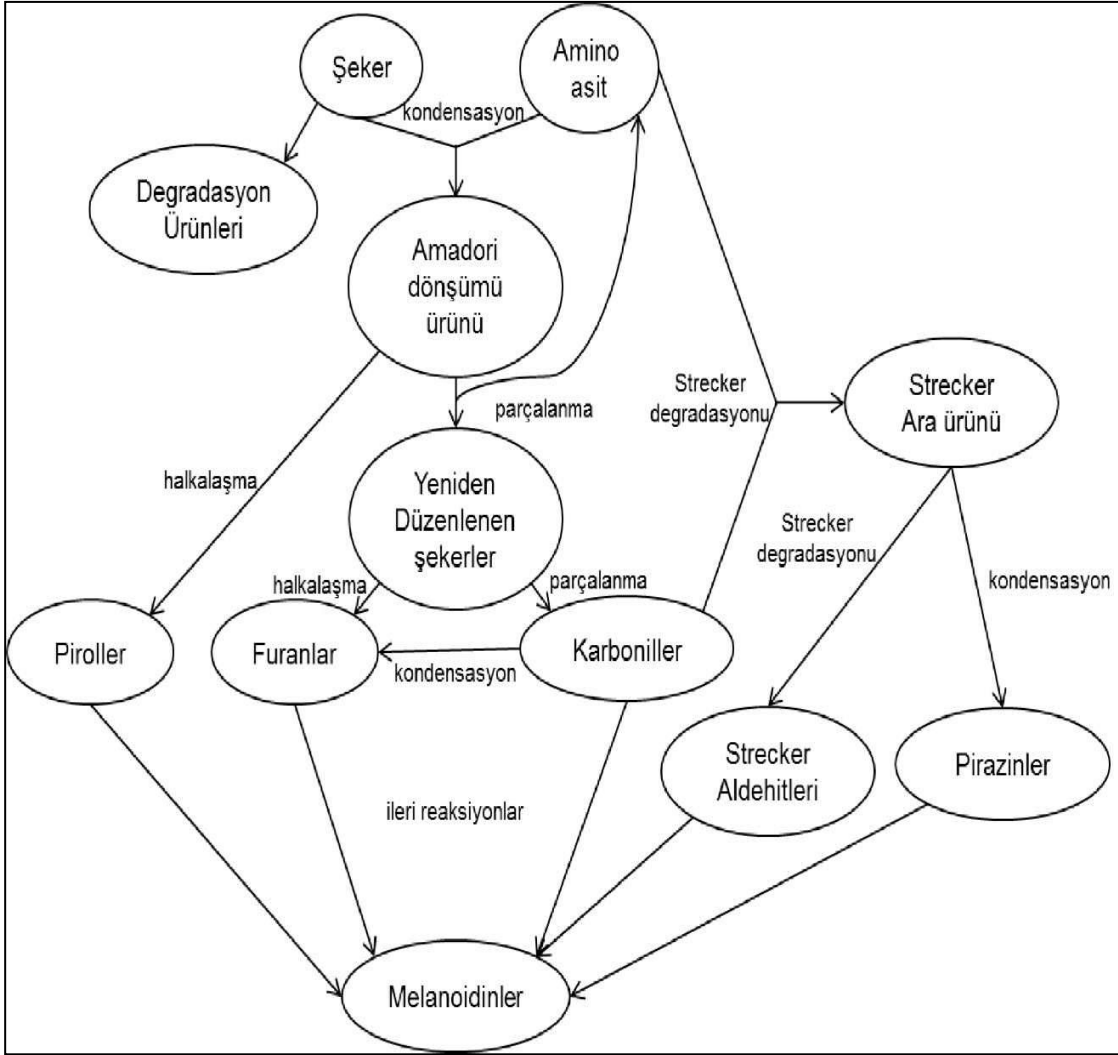 Şeker
Amino
asit
kondensasyon
Degradasyon
Ürünleri
Amadori
dönşümü
ürünü
parçalanma
Strecker
degradasyonu
Strecker
Ara ürünü
halkalaşma
Yeniden
Düzenlenen
şekerler
Strecker
degradasyonu
halkalaşma
parçalanma
kondensasyon
Piroller
Furanlar
kondensasyon
Karboniller
Strecker
Aldehitleri
Pirazinler
ileri reaksiyonlar
Melanoidinler